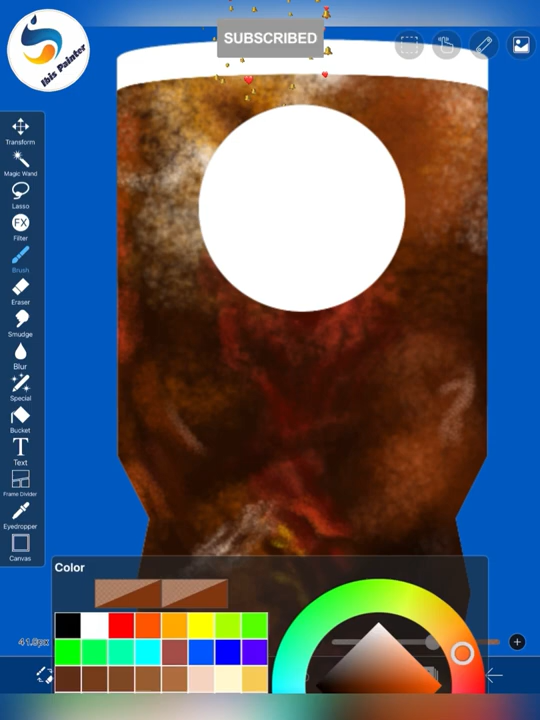 SUBSCRIBED
Ibis Painter
Transform
Magic Wand
Lasso
FX
Filter
Brush
Eraser
Smudge
Blur
Special
Bucket
T
Text
Frame Divider
Eyedropper
Canvas
Color